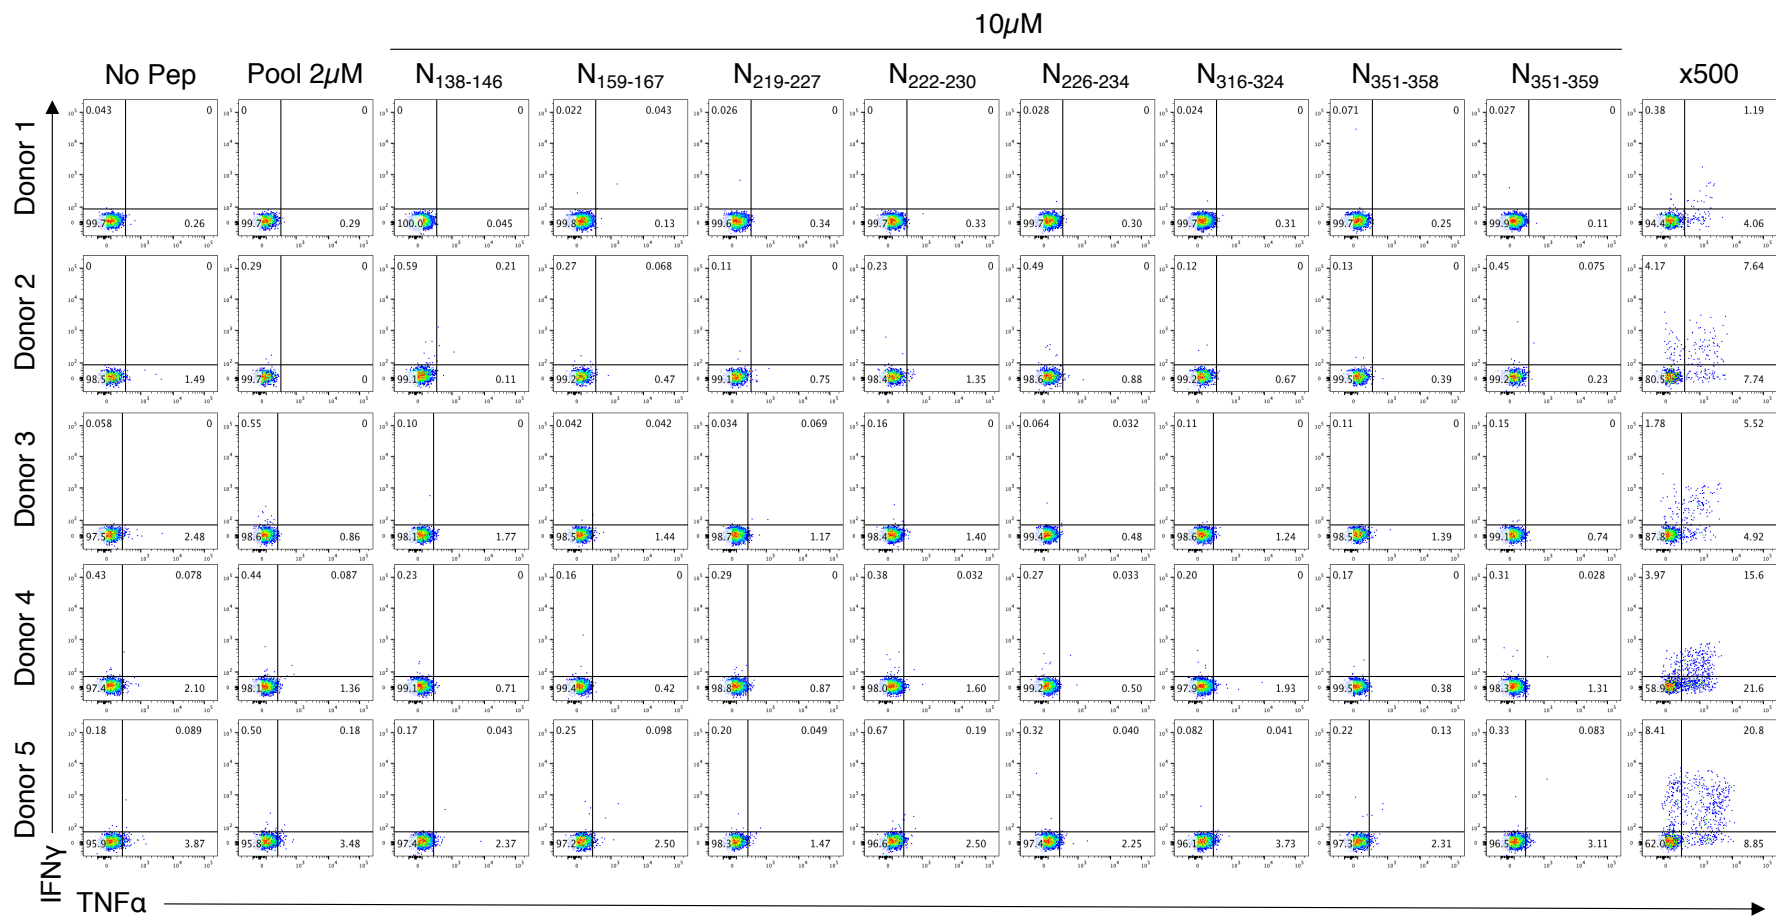 10μM
No Pep Pool 2μM N138-146 N159-167 N219-227 N222-230 N226-234 N316-324 N351-358 N351-359 x500
Donor 1
0.043 0 0 0 0 0 0.022 0.043 0.026 0 0 0 0.028 0 0.024 0 0.071 0 0.027 0 0.38 1.19
99.7 0.26 99.7 0.29 100.0 0.045 99.8 0.13 99.6 0.34 99.7 0.33 99.7 0.30 99.7 0.31 99.7 0.25 99.9 0.11 94.4 4.06
Donor 2
0 0 0.29 0 0.59 0.21 0.27 0.068 0.11 0 0.23 0 0.49 0 0.12 0 0.13 0 0.45 0.075 4.17 7.64
98.5 1.49 99.7 0 99.1 0.11 99.2 0.47 99.1 0.75 98.4 1.35 98.6 0.88 99.2 0.67 99.5 0.39 99.2 0.23 80.5 7.74
Donor 3
0.058 0 0.55 0 0.10 0 0.042 0.042 0.034 0.069 0.16 0 0.064 0.032 0.11 0 0.11 0 0.15 0 1.78 5.52
97.5 2.48 98.6 0.86 98.1 1.77 98.5 1.44 98.7 1.17 98.4 1.40 99.4 0.48 98.6 1.24 98.5 1.39 99.1 0.74 87.8 4.92
Donor 4
0.43 0.078 0.44 0.087 0.23 0 0.16 0 0.29 0 0.38 0.032 0.27 0.033 0.20 0 0.17 0 0.31 0.028 3.97 15.6
97.4 2.10 98.1 1.36 99.1 0.71 99.4 0.42 98.8 0.87 98.0 1.60 99.2 0.50 97.9 1.93 99.5 0.38 98.3 1.31 58.9 21.6
Donor 5
0.18 0.089 0.50 0.18 0.17 0.043 0.25 0.098 0.20 0.049 0.67 0.19 0.32 0.040 0.082 0.041 0.22 0.13 0.33 0.083 8.41 20.8
95.9 3.87 95.8 3.48 97.4 2.37 97.2 2.50 98.3 1.47 96.6 2.50 97.4 2.25 96.1 3.73 97.3 2.31 96.5 3.11 62.0 8.85
IFNγ
TNFα